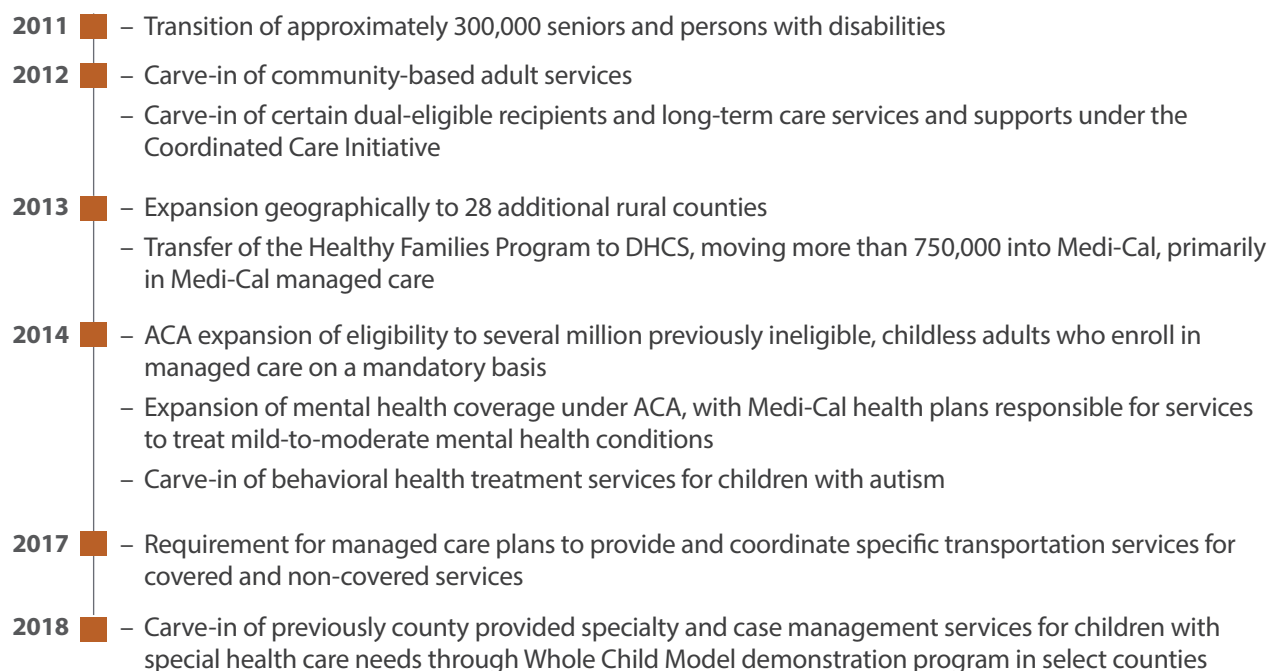 2011 – Transition of approximately 300,000 seniors and persons with disabilities
2012 – Carve-in of community-based adult services
– Carve-in of certain dual-eligible recipients and long-term care services and supports under the
Coordinated Care Initiative
2013 – Expansion geographically to 28 additional rural counties
– Transfer of the Healthy Families Program to DHCS, moving more than 750,000 into Medi-Cal, primarily
in Medi-Cal managed care
2014 – ACA expansion of eligibility to several million previously ineligible, childless adults who enroll in
managed care on a mandatory basis
– Expansion of mental health coverage under ACA, with Medi-Cal health plans responsible for services
to treat mild-to-moderate mental health conditions
– Carve-in of behavioral health treatment services for children with autism
2017 – Requirement for managed care plans to provide and coordinate specific transportation services for
covered and non-covered services
2018 – Carve-in of previously county provided specialty and case management services for children with
special health care needs through Whole Child Model demonstration program in select counties